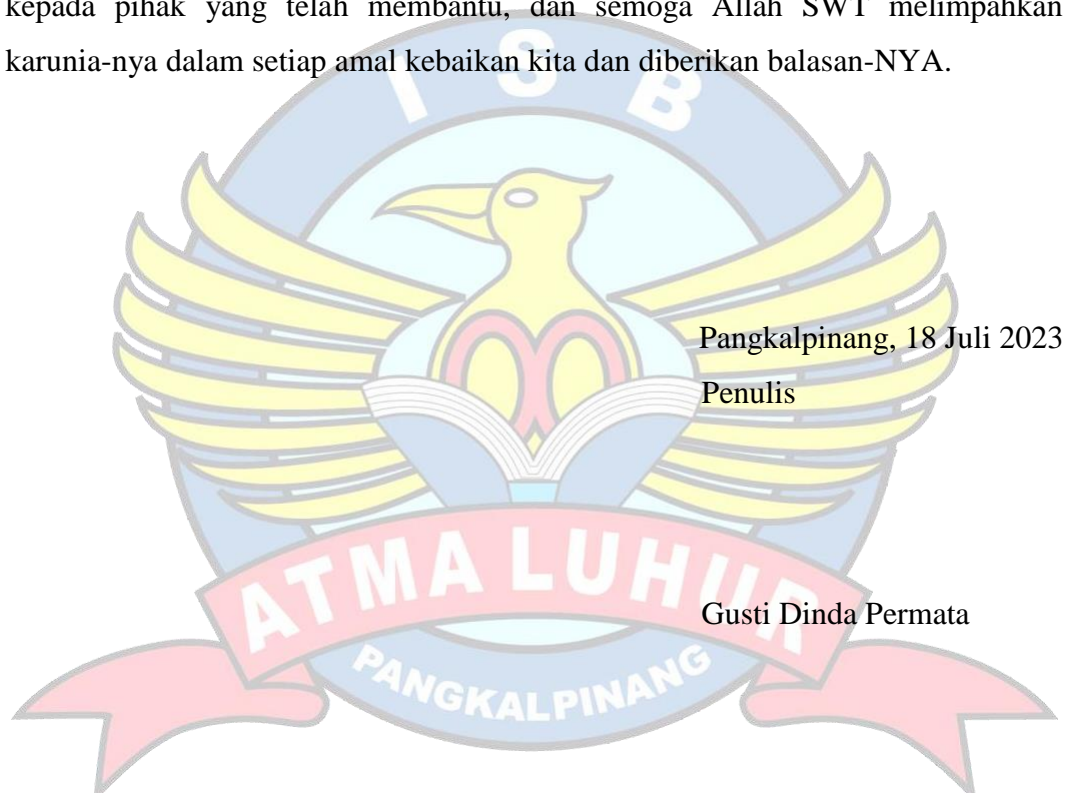 kepada pihak yang telah membantu, dan semoga Allah SWT melimpahkan
karunia-nya dalam setiap amal kebaikan kita dan diberikan balasan-NYA.
I S B
Pangkalpinang, 18 Juli 2023
Penulis
ATMA LUHUR
Gusti Dinda Permata
PANGKALPINANG